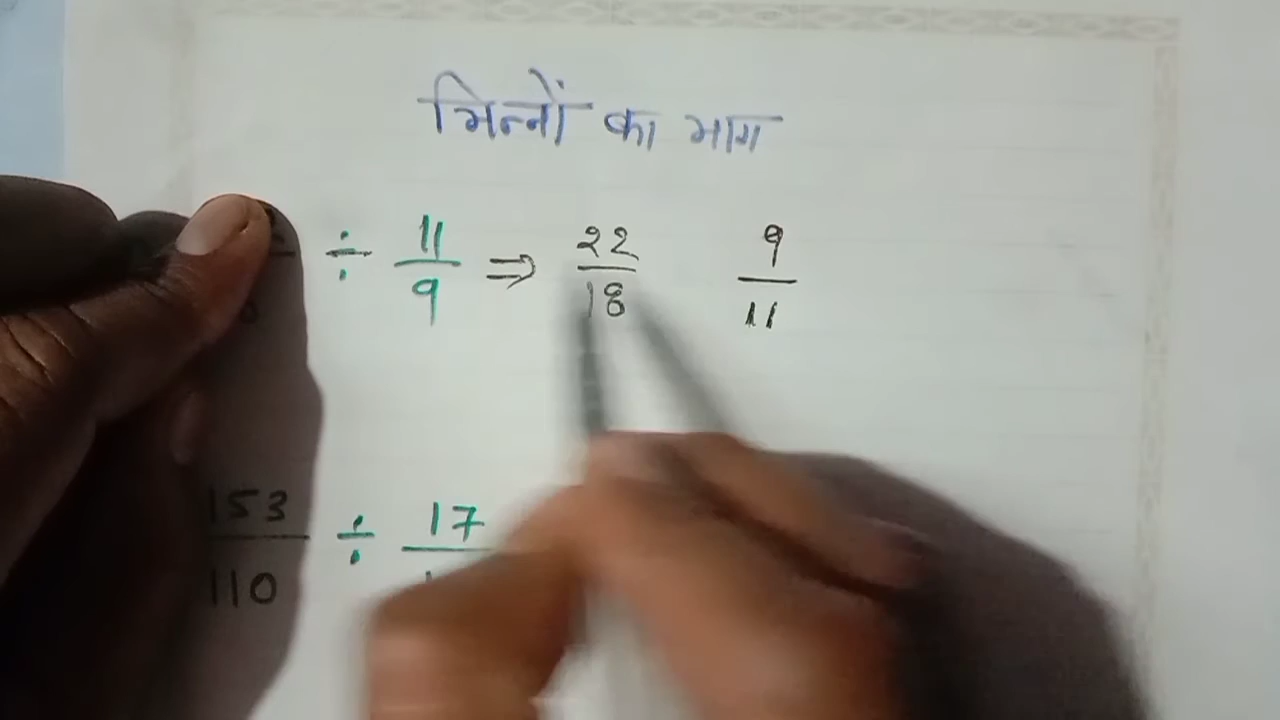 भिन्नों का भाग
÷ 11/9 ⇒ 22/18 9/11
153/110 ÷ 17